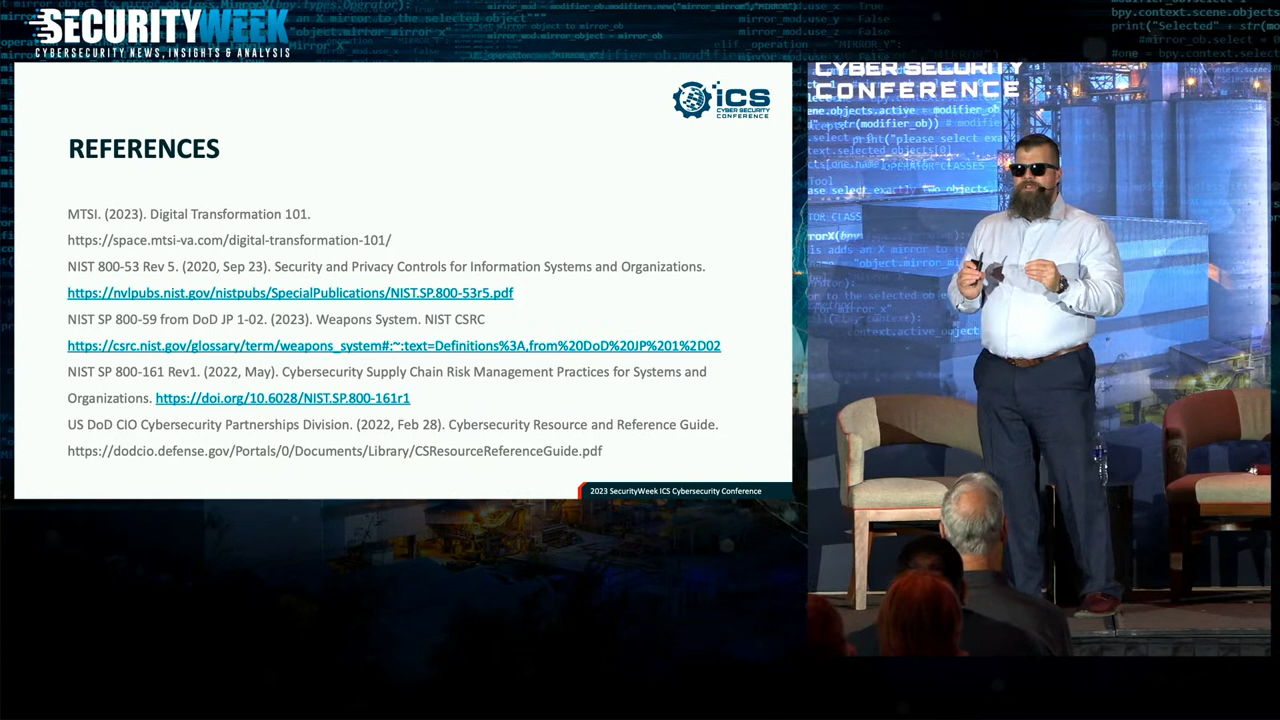 SECURITYWEEK
CYBERSECURITY NEWS, INSIGHTS & ANALYSIS
ICS
CYBER SECURITY
CONFERENCE
REFERENCES
MTSI. (2023). Digital Transformation 101.
https://space.mtsi-va.com/digital-transformation-101/
NIST 800-53 Rev 5. (2020, Sep 23). Security and Privacy Controls for Information Systems and Organizations.
https://nvlpubs.nist.gov/nistpubs/SpecialPublications/NIST.SP.800-53r5.pdf
NIST SP 800-59 from DoD JP 1-02. (2023). Weapons System. NIST CSRC
https://csrc.nist.gov/glossary/term/weapons_system#:~:text=Definitions%3A,from%20DoD%20JP%201%2D02
NIST SP 800-161 Rev1. (2022, May). Cybersecurity Supply Chain Risk Management Practices for Systems and
Organizations. https://doi.org/10.6028/NIST.SP.800-161r1
US DoD CIO Cybersecurity Partnerships Division. (2022, Feb 28). Cybersecurity Resource and Reference Guide.
https://dodcio.defense.gov/Portals/0/Documents/Library/CSResourceReferenceGuide.pdf
2023 SecurityWeek ICS Cybersecurity Conference
CYBER SECURITY
CONFERENCE